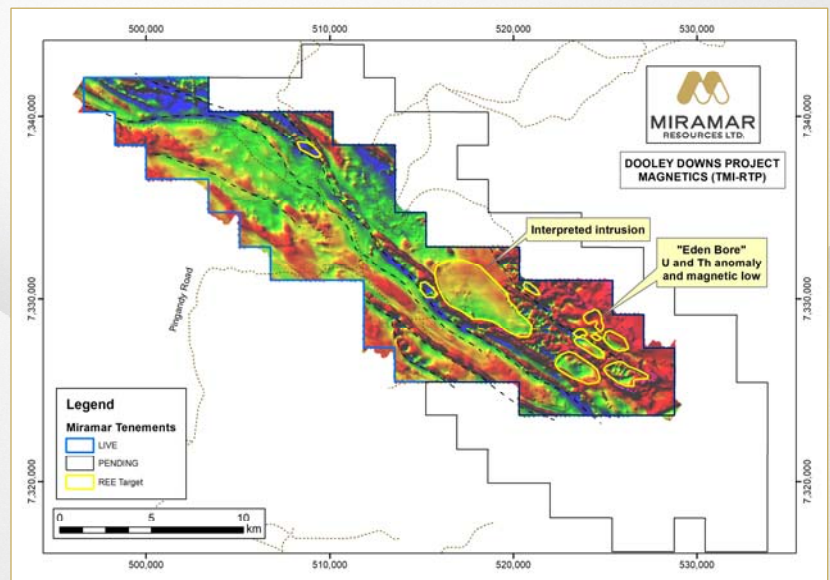 500,000
510,000
520,000
530,000
7,340,000
7,340,000
MIRAMAR
RESOURCES LTD.
DOOLEY DOWNS PROJECT
MAGNETICS (TMI-RTP)
Interpreted intrusion
"Eden Bore"
U and Th anomaly
and magnetic low
7,330,000
7,330,000
Pingandy Road
Legend
Miramar Tenements
LIVE
PENDING
REE Target
7,320,000
7,320,000
0
5
10
km
500,000
510,000
520,000
530,000